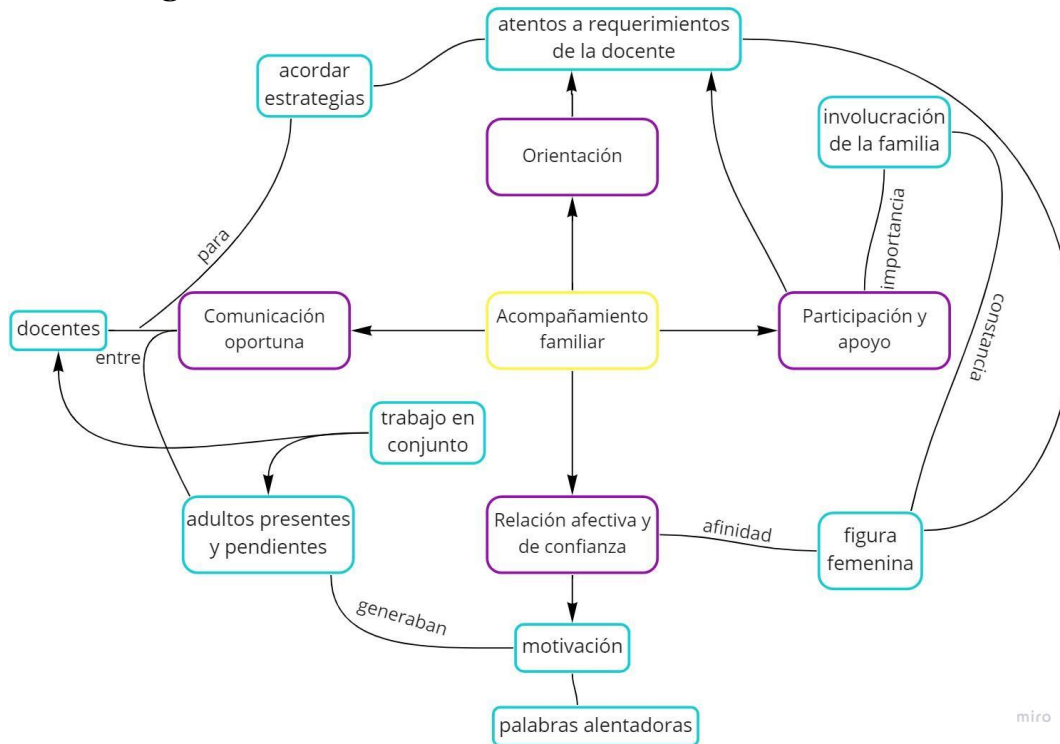 atentos a requerimientos
de la docente
acordar
estrategias
involucración
de la familia
Orientación
importancia
para
constancia
docentes
entre
Comunicación
oportuna
Acompañamiento
familiar
Participación y
apoyo
trabajo en
conjunto
adultos presentes
y pendientes
Relación afectiva y
de confianza
afinidad
figura
femenina
generaban
motivación
palabras alentadoras
miro